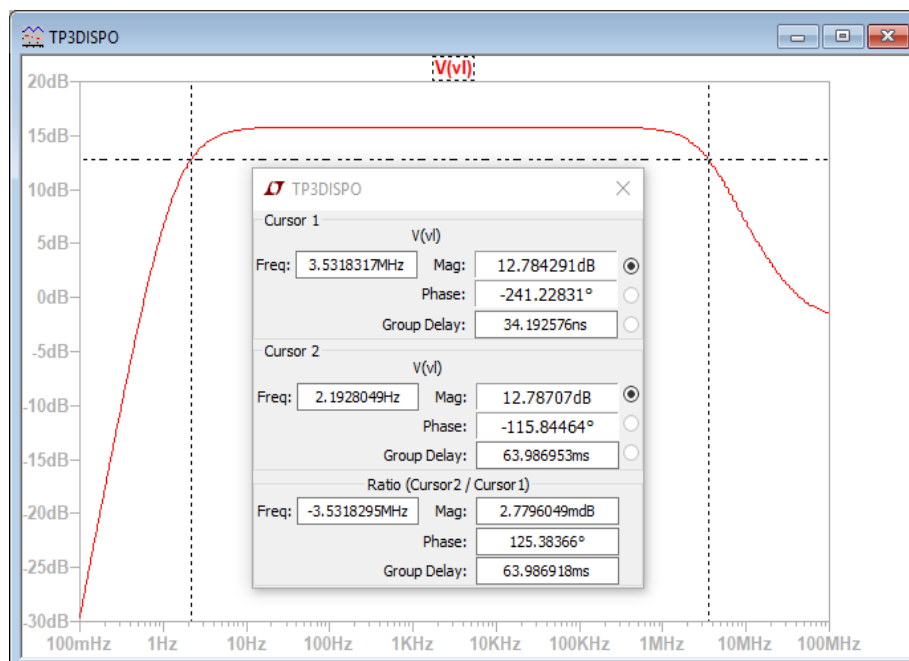 TP3DISPO
V(vl)
20dB
15dB
10dB
5dB
0dB
-5dB
-10dB
-15dB
-20dB
-25dB
-30dB
100mHz 1Hz 10Hz 100Hz 1KHz 10KHz 100KHz 1MHz 10MHz 100MHz
TP3DISPO
Cursor 1
V(vl)
Freq: 3.5318317MHz Mag: 12.784291dB
Phase: -241.22831°
Group Delay: 34.192576ns
Cursor 2
V(vl)
Freq: 2.1928049Hz Mag: 12.78707dB
Phase: -115.84464°
Group Delay: 63.986953ms
Ratio (Cursor2 / Cursor1)
Freq: -3.5318295MHz Mag: 2.7796049mdB
Phase: 125.38366°
Group Delay: 63.986918ms